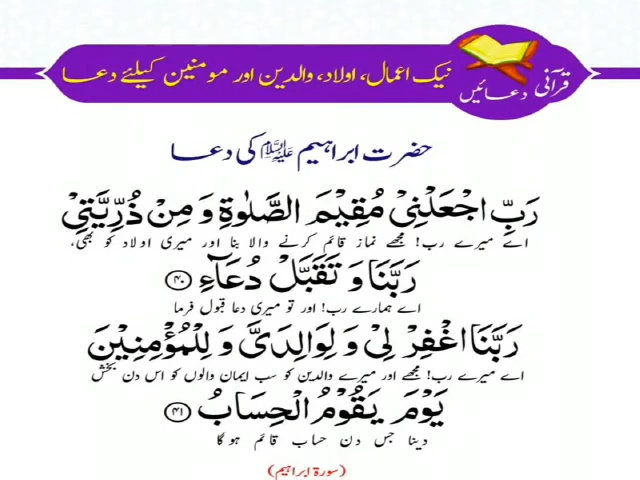 قرآنی دعائیں
نیک اعمال، اولاد، والدین اور مومنین کیلئے دعا
حضرت ابراہیم علیہ السلام کی دعا
رَبِّ اجْعَلْنِیْ مُقِیْمَ الصَّلٰوةِ وَ مِنْ ذُرِّیَّتِیْ
اے میرے رب! مجھے نماز قائم کرنے والا بنا اور میری اولاد کو بھی،
رَبَّنَا وَ تَقَبَّلْ دُعَآءِ ﴿۴۰﴾
اے ہمارے رب! اور تو میری دعا قبول فرما
رَبَّنَا اغْفِرْ لِیْ وَ لِوَالِدَیَّ وَ لِلْمُؤْمِنِیْنَ
اے میرے رب! مجھے اور میرے والدین کو سب ایمان والوں کو اس دن بخش
یَوْمَ یَقُوْمُ الْحِسَابُ ﴿۴۱﴾
دینا جس دن حساب قائم ہوگا
(سورة ابراہیم)